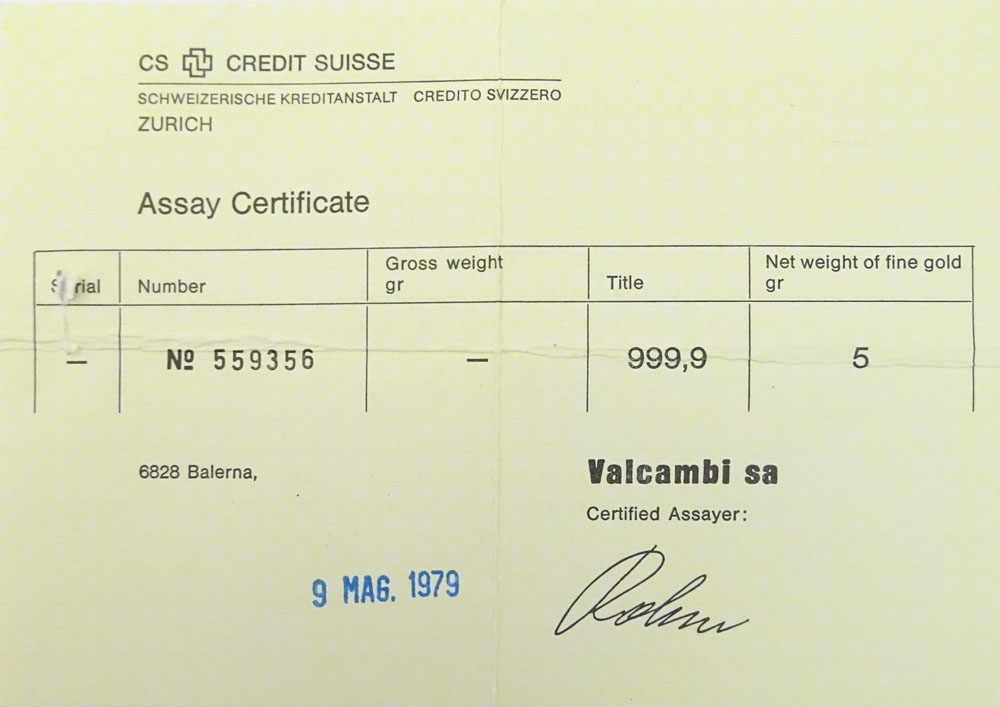 CS CREDIT SUISSE
SCHWEIZERISCHE KREDITANSTALT CREDITO SVIZZERO
ZURICH
Assay Certificate
Serial Number Gross weight gr Title Net weight of fine gold gr
— Nº 559356 — 999,9 5
6828 Balerna,
Valcambi sa
Certified Assayer:
9 MAG. 1979